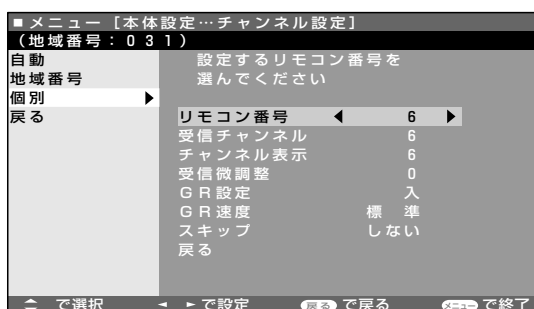 ■メニュー [本体設定…チャンネル設定]
(地域番号：031)
自動
地域番号
個別 ▶
戻る
設定するリモコン番号を
選んでください
リモコン番号 ◀ 6 ▶
受信チャンネル 6
チャンネル表示 6
受信微調整 0
GR設定 入
GR速度 標準
スキップ しない
戻る
で選択 ◄ ►で設定 戻る で戻る メニュー で終了